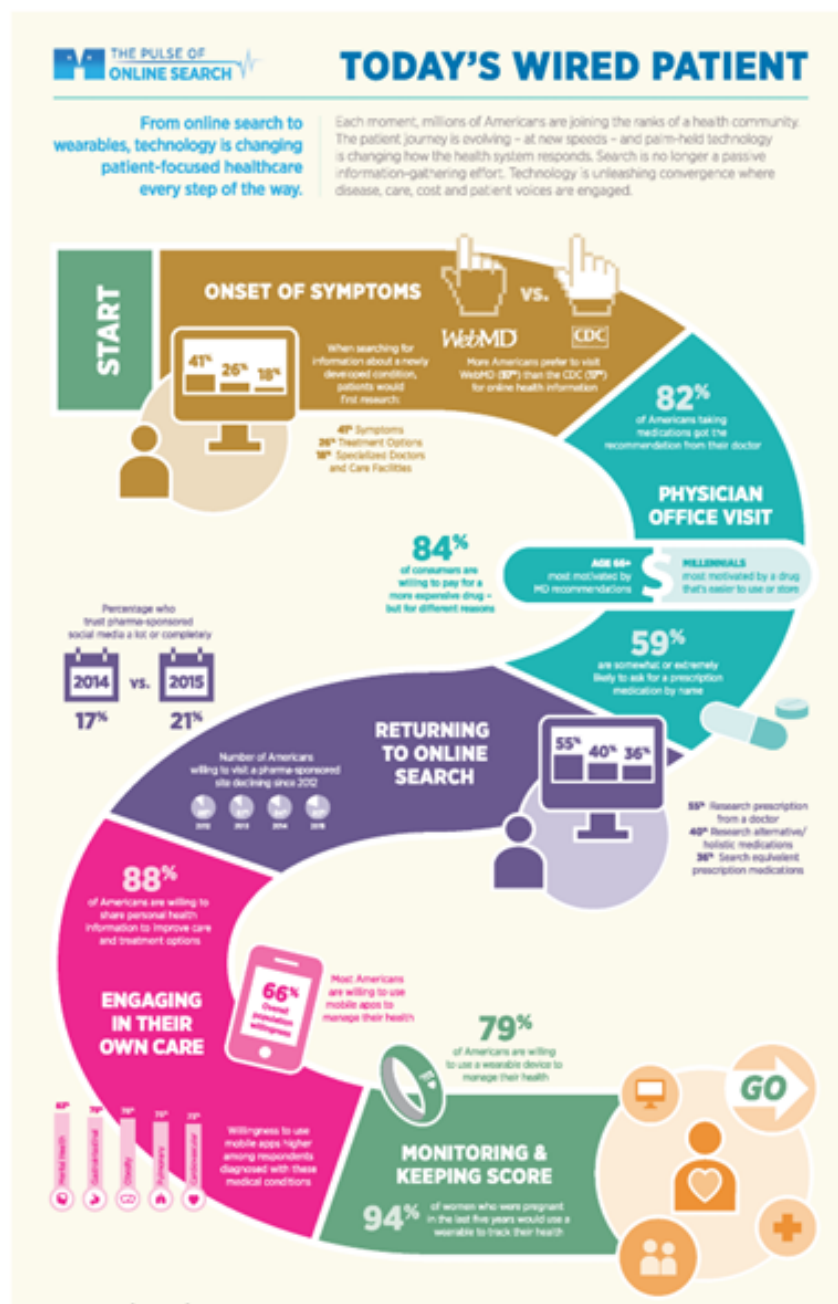 THE PULSE OF
ONLINE SEARCH
TODAY'S WIRED PATIENT
From online search to
wearables, technology is changing
patient-focused healthcare
every step of the way.
Each moment, millions of Americans are joining the ranks of a health community.
The patient journey is evolving – at new speeds – and palm-held technology
is changing how the health system responds. Search is no longer a passive
information-gathering effort. Technology is unleashing convergence where
disease, care, cost and patient voices are engaged.
START
ONSET OF SYMPTOMS
41% 26% 18%
When searching for
information about a newly
developed condition,
patients would
first research:
41% Symptoms
26% Treatment Options
18% Specialized Doctors
and Care Facilities
vs.
WebMD
CDC
More Americans prefer to visit
WebMD than the CDC
for online health information
82%
of Americans taking
medications got the
recommendation from their doctor
PHYSICIAN
OFFICE VISIT
84%
of consumers are
willing to pay for a
more expensive drug –
but for different reasons
AGE 66+
most motivated by
MD recommendations
$
MILLENNIALS
most motivated by a drug
that's easier to use or store
59%
are somewhat or extremely
likely to ask for a prescription
medication by name
Percentage who
trust pharma-sponsored
social media a lot or completely
2014 vs. 2015
17% 21%
RETURNING
TO ONLINE
SEARCH
Number of Americans
willing to visit a pharma-sponsored
site declining since 2012
2012 2013 2014 2015
55% 40% 36%
55% Research prescription
from a doctor
40% Research alternative/
holistic medications
36% Search equivalent
prescription medications
88%
of Americans are willing to
share personal health
information to improve care
and treatment options
ENGAGING
IN THEIR
OWN CARE
66%
Overall
population
willingness
Most Americans
are willing to use
mobile apps to
manage their health
Mental Health
Gastrointestinal
Obesity
Pulmonary
Cardiovascular
Willingness to use
mobile apps higher
among respondents
diagnosed with these
medical conditions
79%
of Americans are willing
to use a wearable device to
manage their health
MONITORING &
KEEPING SCORE
94%
of women who were pregnant
in the last five years would use a
wearable to track their health
GO